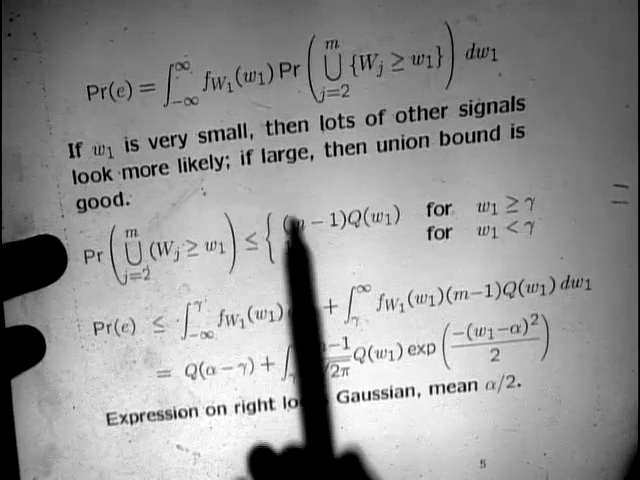 Pr(e) = ∫_{-∞}^{∞} f_{W_1}(w_1) Pr ( ⋃_{j=2}^{m} {W_j ≥ w_1} ) dw_1
If w_1 is very small, then lots of other signals
look more likely; if large, then union bound is
good.
Pr ( ⋃_{j=2}^{m} (W_j ≥ w_1 ) ≤ { − 1)Q(w_1) for w_1 ≥ γ
for w_1 < γ
Pr(e) ≤ ∫_{-∞}^{γ} f_{W_1}(w_1) + ∫_{γ}^{∞} f_{W_1}(w_1)(m−1)Q(w_1) dw_1
= Q(α − γ) + ∫ −1/√2π Q(w_1) exp ( −(w_1−α)^2 / 2 )
Expression on right Gaussian, mean α/2.
5